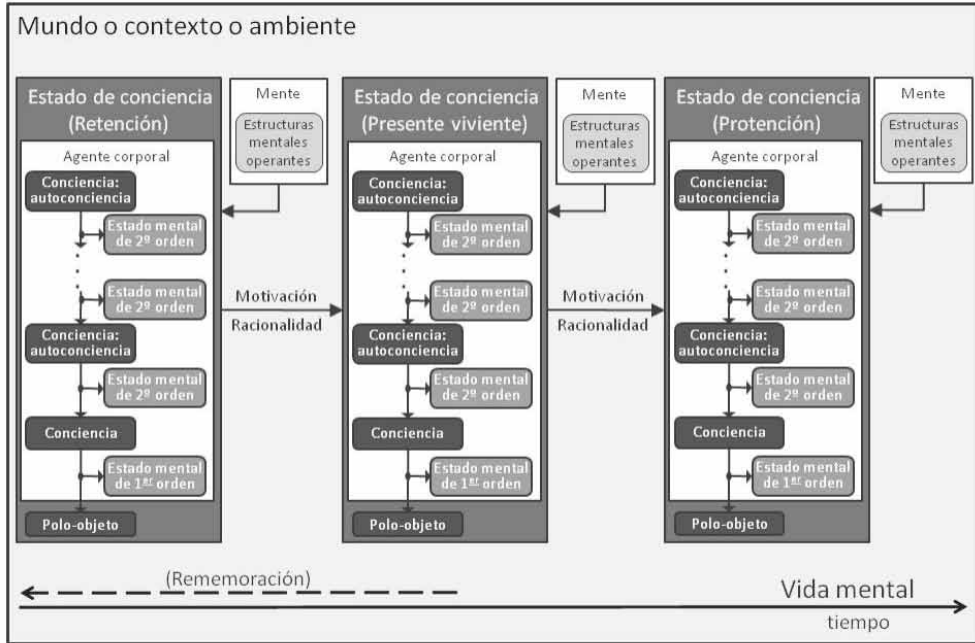 Mundo o contexto o ambiente
Estado de conciencia
(Retención)
Agente corporal
Conciencia:
autoconciencia
Estado mental
de 2º orden
Estado mental
de 2º orden
Conciencia:
autoconciencia
Estado mental
de 2º orden
Conciencia
Estado mental
de 1er orden
Polo-objeto
Mente
Estructuras
mentales
operantes
Motivación
Racionalidad
Estado de conciencia
(Presente viviente)
Agente corporal
Conciencia:
autoconciencia
Estado mental
de 2º orden
Estado mental
de 2º orden
Conciencia:
autoconciencia
Estado mental
de 2º orden
Conciencia
Estado mental
de 1er orden
Polo-objeto
Mente
Estructuras
mentales
operantes
Motivación
Racionalidad
Estado de conciencia
(Protención)
Agente corporal
Conciencia:
autoconciencia
Estado mental
de 2º orden
Estado mental
de 2º orden
Conciencia:
autoconciencia
Estado mental
de 2º orden
Conciencia
Estado mental
de 1er orden
Polo-objeto
Mente
Estructuras
mentales
operantes
(Rememoración)
Vida mental
tiempo